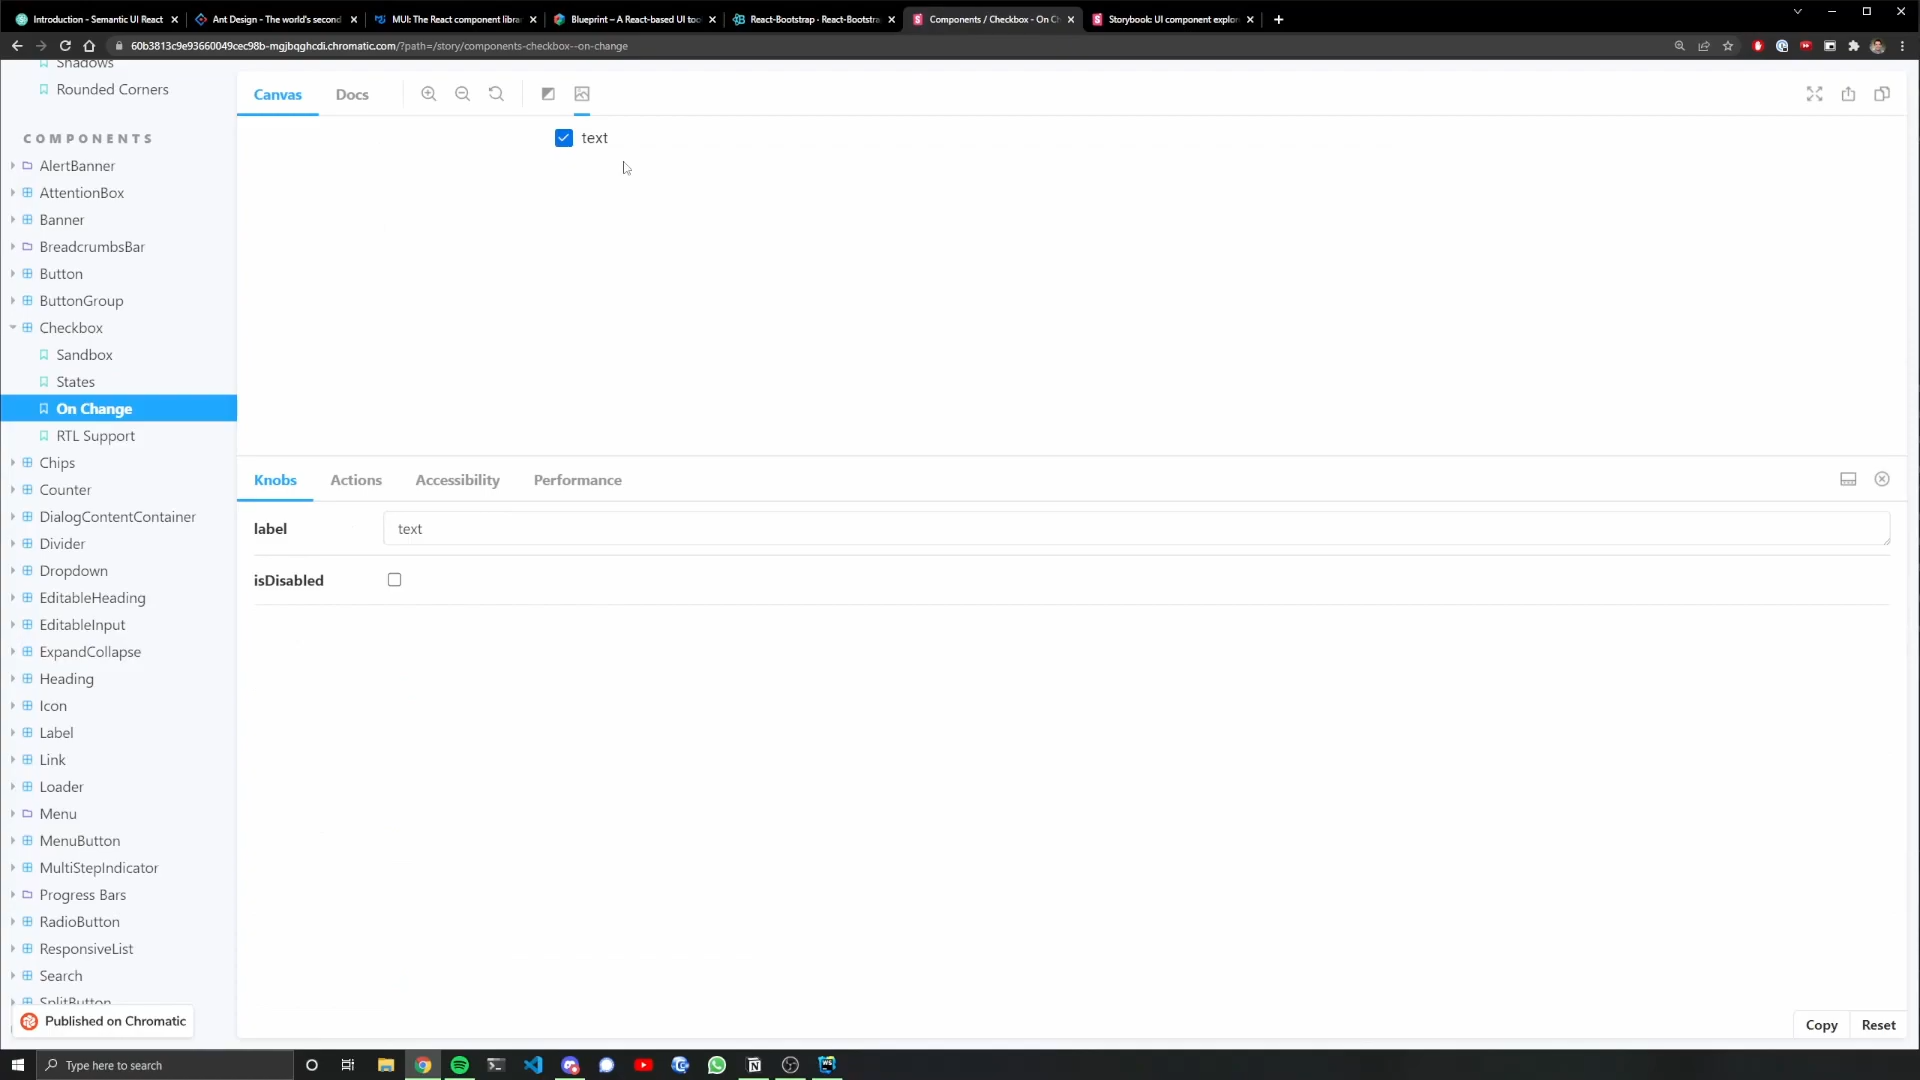 Introduction - Semantic UI React
Ant Design - The world's second
MUI: The React component libra
Blueprint – A React-based UI too
React-Bootstrap · React-Bootstra
Components / Checkbox - On Ch
Storybook: UI component explor
60b3813c9e93660049cec98b-mgjbqghcdi.chromatic.com/?path=/story/components-checkbox--on-change
Shadows
Rounded Corners
COMPONENTS
AlertBanner
AttentionBox
Banner
BreadcrumbsBar
Button
ButtonGroup
Checkbox
Sandbox
States
On Change
RTL Support
Chips
Counter
DialogContentContainer
Divider
Dropdown
EditableHeading
EditableInput
ExpandCollapse
Heading
Icon
Label
Link
Loader
Menu
MenuButton
MultiStepIndicator
Progress Bars
RadioButton
ResponsiveList
Search
SplitButton
Published on Chromatic
Canvas
Docs
text
Knobs
Actions
Accessibility
Performance
label
text
isDisabled
Copy
Reset
Type here to search